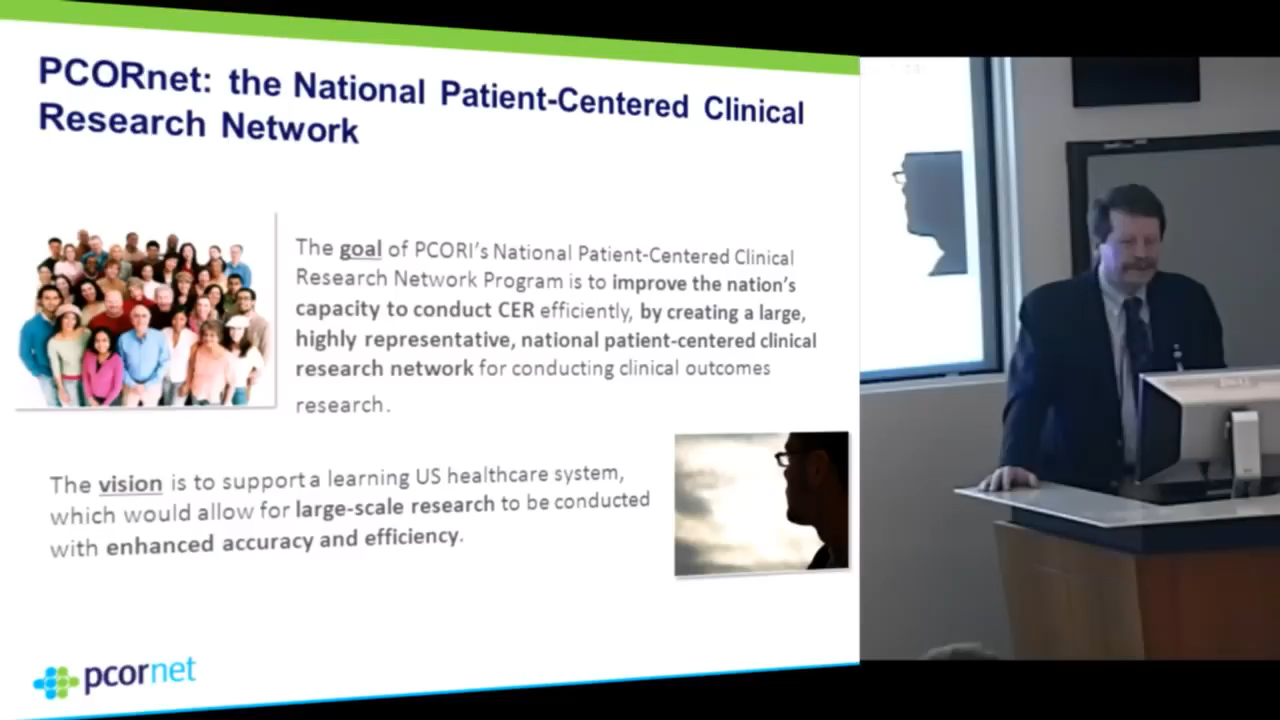 PCORnet: the National Patient-Centered Clinical
Research Network
The goal of PCORI's National Patient-Centered Clinical
Research Network Program is to improve the nation's
capacity to conduct CER efficiently, by creating a large,
highly representative, national patient-centered clinical
research network for conducting clinical outcomes
research.
The vision is to support a learning US healthcare system,
which would allow for large-scale research to be conducted
with enhanced accuracy and efficiency.
pcornet